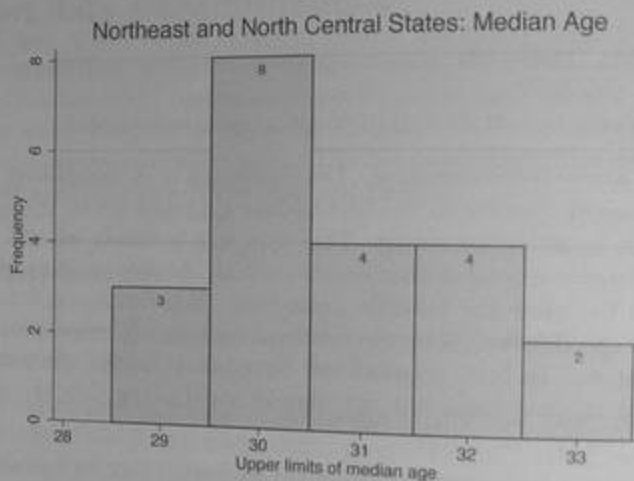 Northeast and North Central States: Median Age
Frequency
8
6
4
2
0
3
8
4
4
2
28 29 30 31 32 33
Upper limits of median age